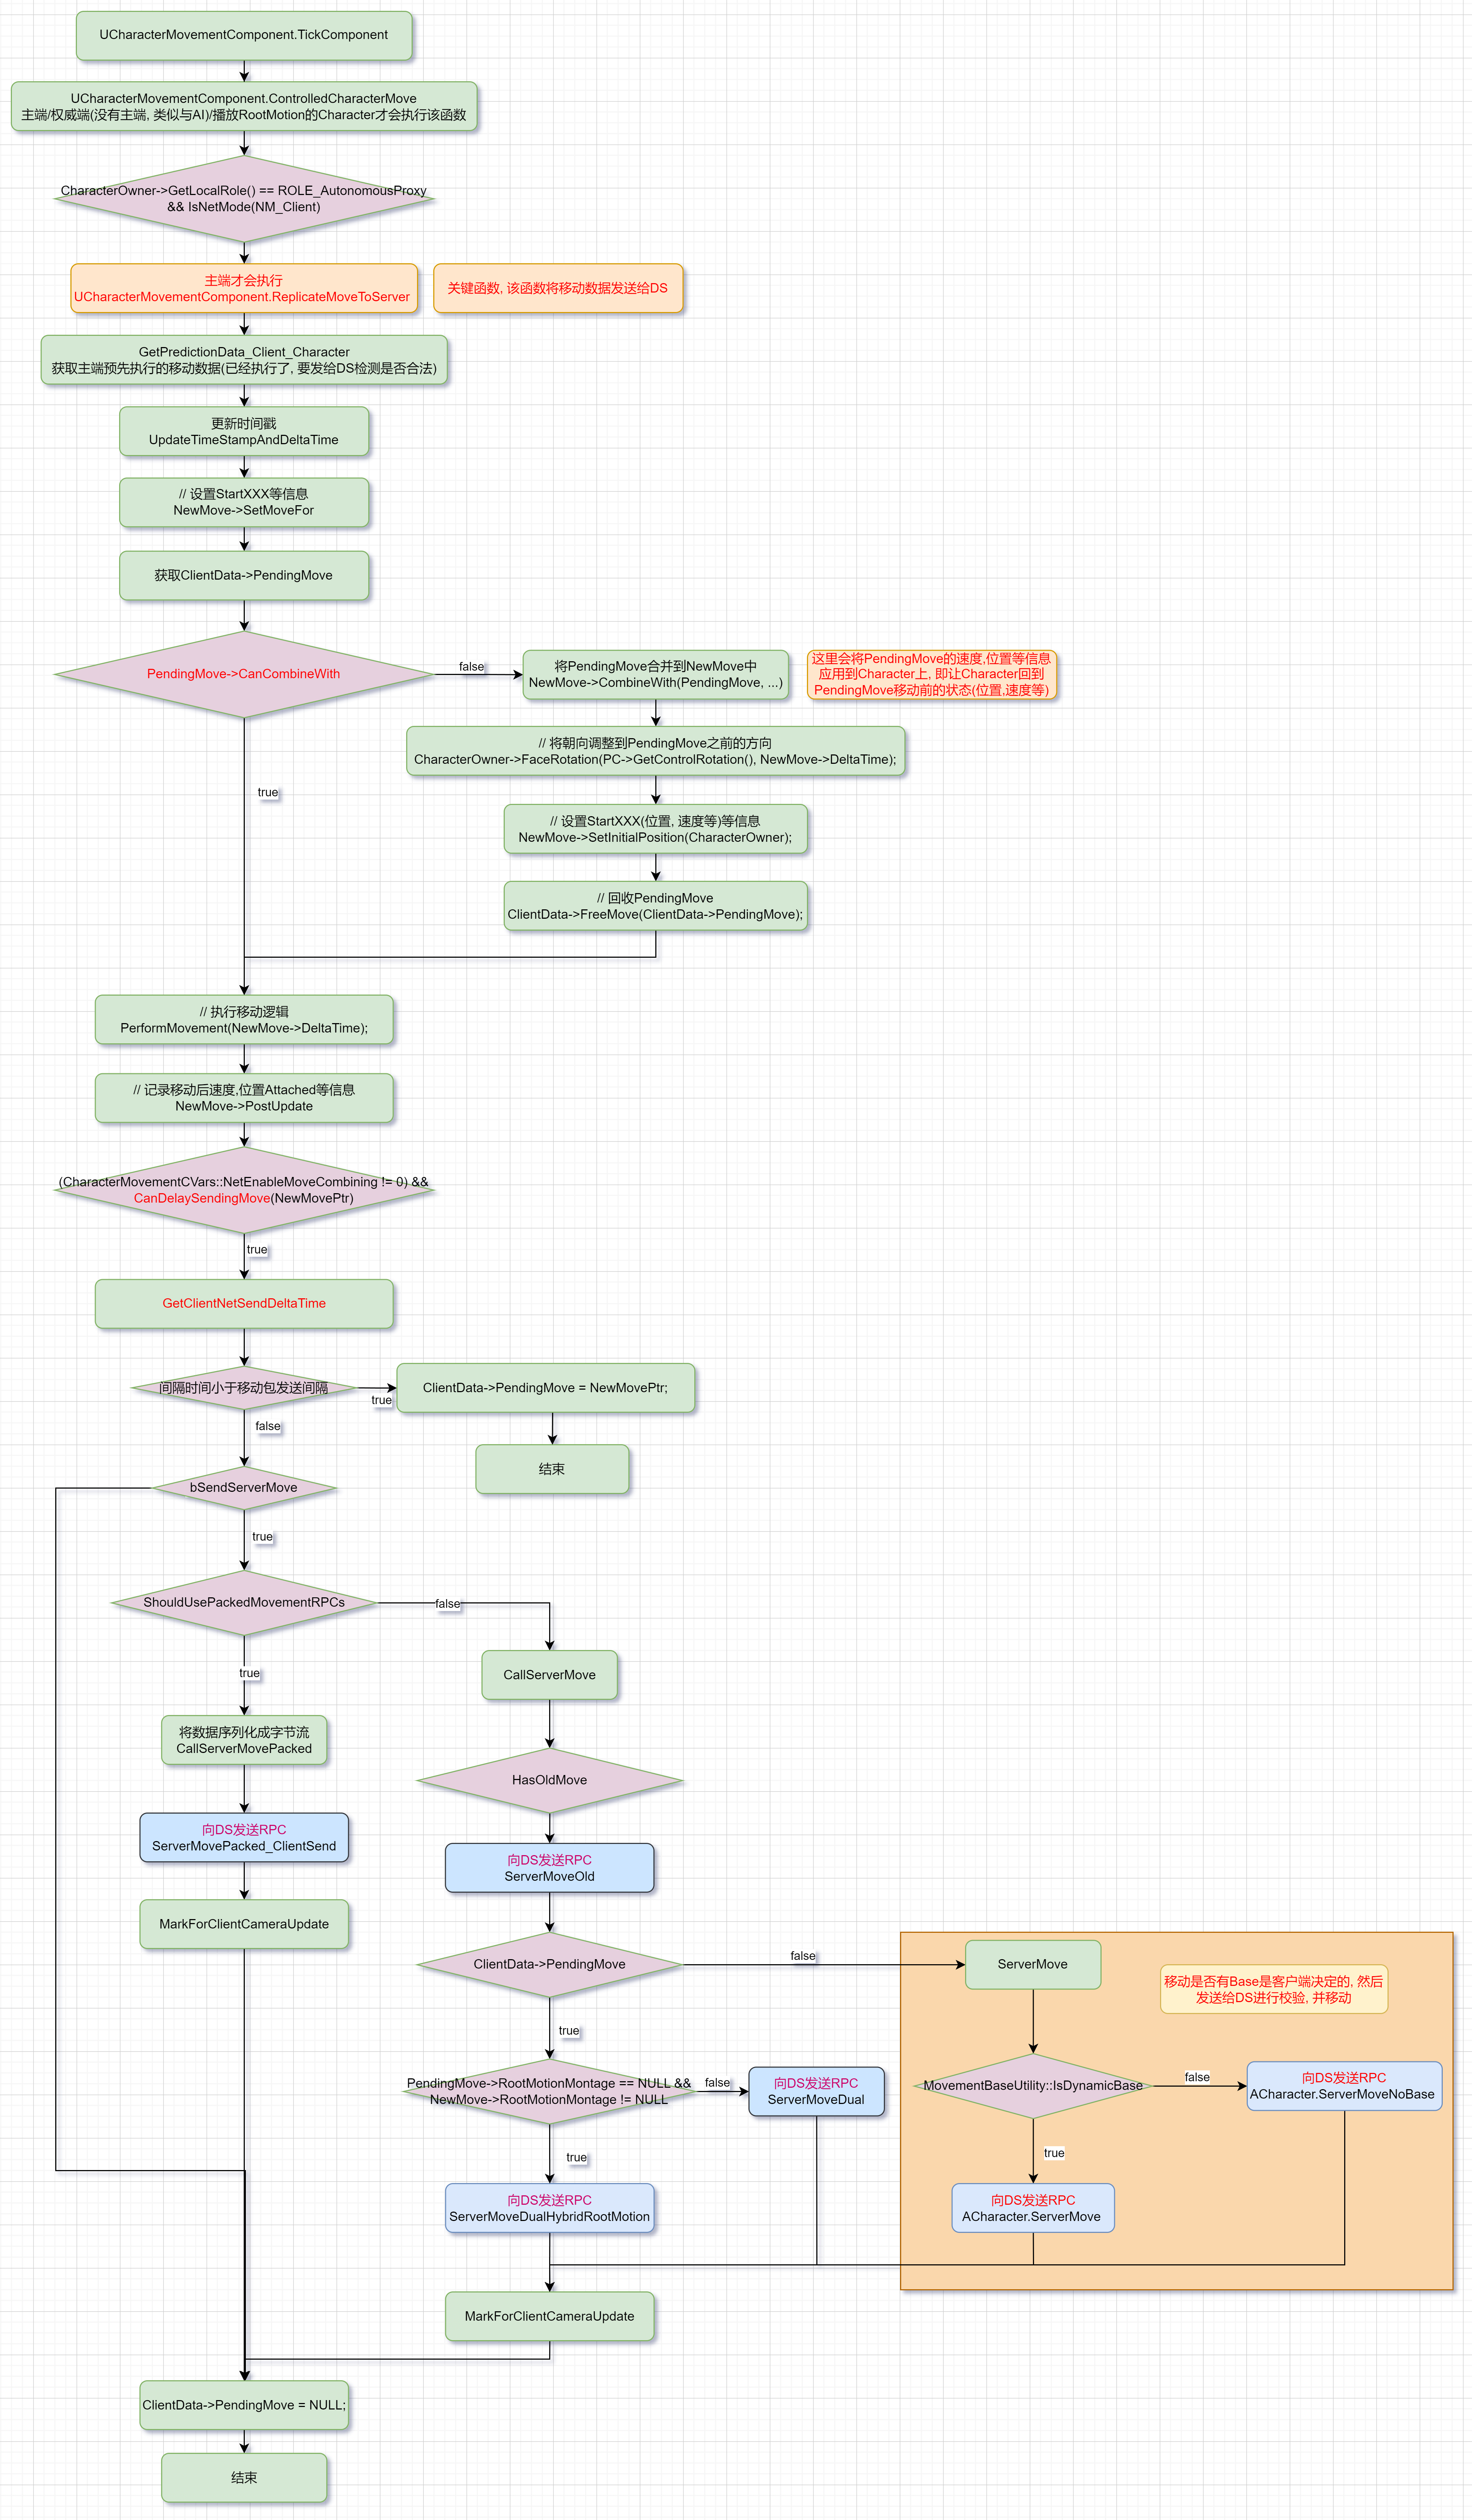 UCharacterMovementComponent.TickComponent
UCharacterMovementComponent.ControlledCharacterMove
主端/权威端(没有主端, 类似与AI)/播放RootMotion的Character才会执行该函数
CharacterOwner->GetLocalRole() == ROLE_AutonomousProxy
&& IsNetMode(NM_Client)
主端才会执行
UCharacterMovementComponent.ReplicateMoveToServer
关键函数, 该函数将移动数据发送给DS
GetPredictionData_Client_Character
获取主端预先执行的移动数据(已经执行了, 要发给DS检测是否合法)
更新时间戳
UpdateTimeStampAndDeltaTime
// 设置StartXXX等信息
NewMove->SetMoveFor
获取ClientData->PendingMove
PendingMove->CanCombineWith
false
将PendingMove合并到NewMove中
NewMove->CombineWith(PendingMove, ...)
这里会将PendingMove的速度,位置等信息
应用到Character上, 即让Character回到
PendingMove移动前的状态(位置,速度等)
// 将朝向调整到PendingMove之前的方向
CharacterOwner->FaceRotation(PC->GetControlRotation(), NewMove->DeltaTime);
true
// 设置StartXXX(位置, 速度等)等信息
NewMove->SetInitialPosition(CharacterOwner);
// 回收PendingMove
ClientData->FreeMove(ClientData->PendingMove);
// 执行移动逻辑
PerformMovement(NewMove->DeltaTime);
// 记录移动后速度,位置Attached等信息
NewMove->PostUpdate
(CharacterMovementCVars::NetEnableMoveCombining != 0) &&
CanDelaySendingMove(NewMovePtr)
true
GetClientNetSendDeltaTime
间隔时间小于移动包发送间隔
true
ClientData->PendingMove = NewMovePtr;
false
结束
bSendServerMove
true
ShouldUsePackedMovementRPCs
false
true
CallServerMove
将数据序列化成字节流
CallServerMovePacked
HasOldMove
向DS发送RPC
ServerMovePacked_ClientSend
向DS发送RPC
ServerMoveOld
MarkForClientCameraUpdate
ClientData->PendingMove
false
ServerMove
移动是否有Base是客户端决定的, 然后
发送给DS进行校验, 并移动
true
PendingMove->RootMotionMontage == NULL &&
NewMove->RootMotionMontage != NULL
false
向DS发送RPC
ServerMoveDual
MovementBaseUtility::IsDynamicBase
false
向DS发送RPC
ACharacter.ServerMoveNoBase
true
true
向DS发送RPC
ServerMoveDualHybridRootMotion
向DS发送RPC
ACharacter.ServerMove
MarkForClientCameraUpdate
ClientData->PendingMove = NULL;
结束